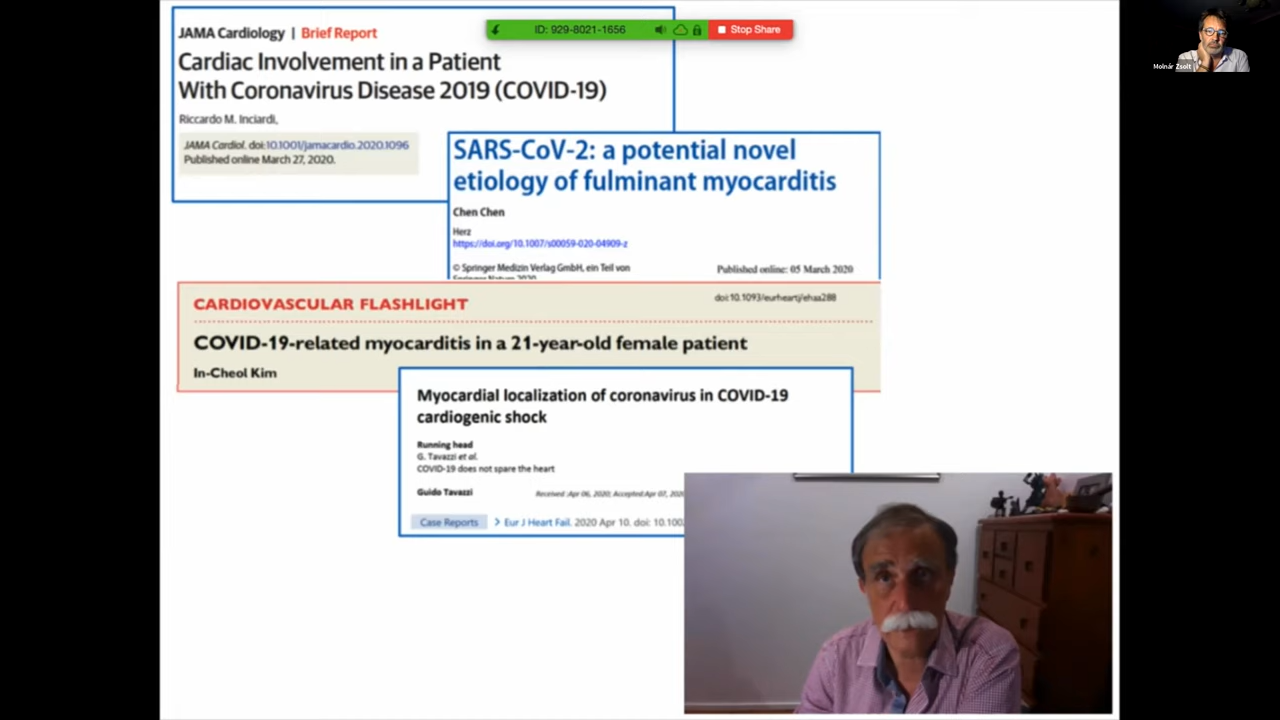 JAMA Cardiology | Brief Report
Cardiac Involvement in a Patient
With Coronavirus Disease 2019 (COVID-19)
Riccardo M. Inciardi,
JAMA Cardiol. doi:10.1001/jamacardio.2020.1096
Published online March 27, 2020.
ID: 929-8021-1656
Stop Share
Molnár Zsolt
SARS-CoV-2: a potential novel
etiology of fulminant myocarditis
Chen Chen
Herz
https://doi.org/10.1007/s00059-020-04909-z
© Springer Medizin Verlag GmbH, ein Teil von
Springer Nature 2020
Published online: 05 March 2020
CARDIOVASCULAR FLASHLIGHT
doi:10.1093/eurheartj/ehaa288
COVID-19-related myocarditis in a 21-year-old female patient
In-Cheol Kim
Myocardial localization of coronavirus in COVID-19
cardiogenic shock
Running head
G. Tavazzi et al.
COVID-19 does not spare the heart
Guido Tavazzi
Received :Apr 06, 2020; Accepted:Apr 07, 202
Case Reports > Eur J Heart Fail. 2020 Apr 10. doi: 10.100